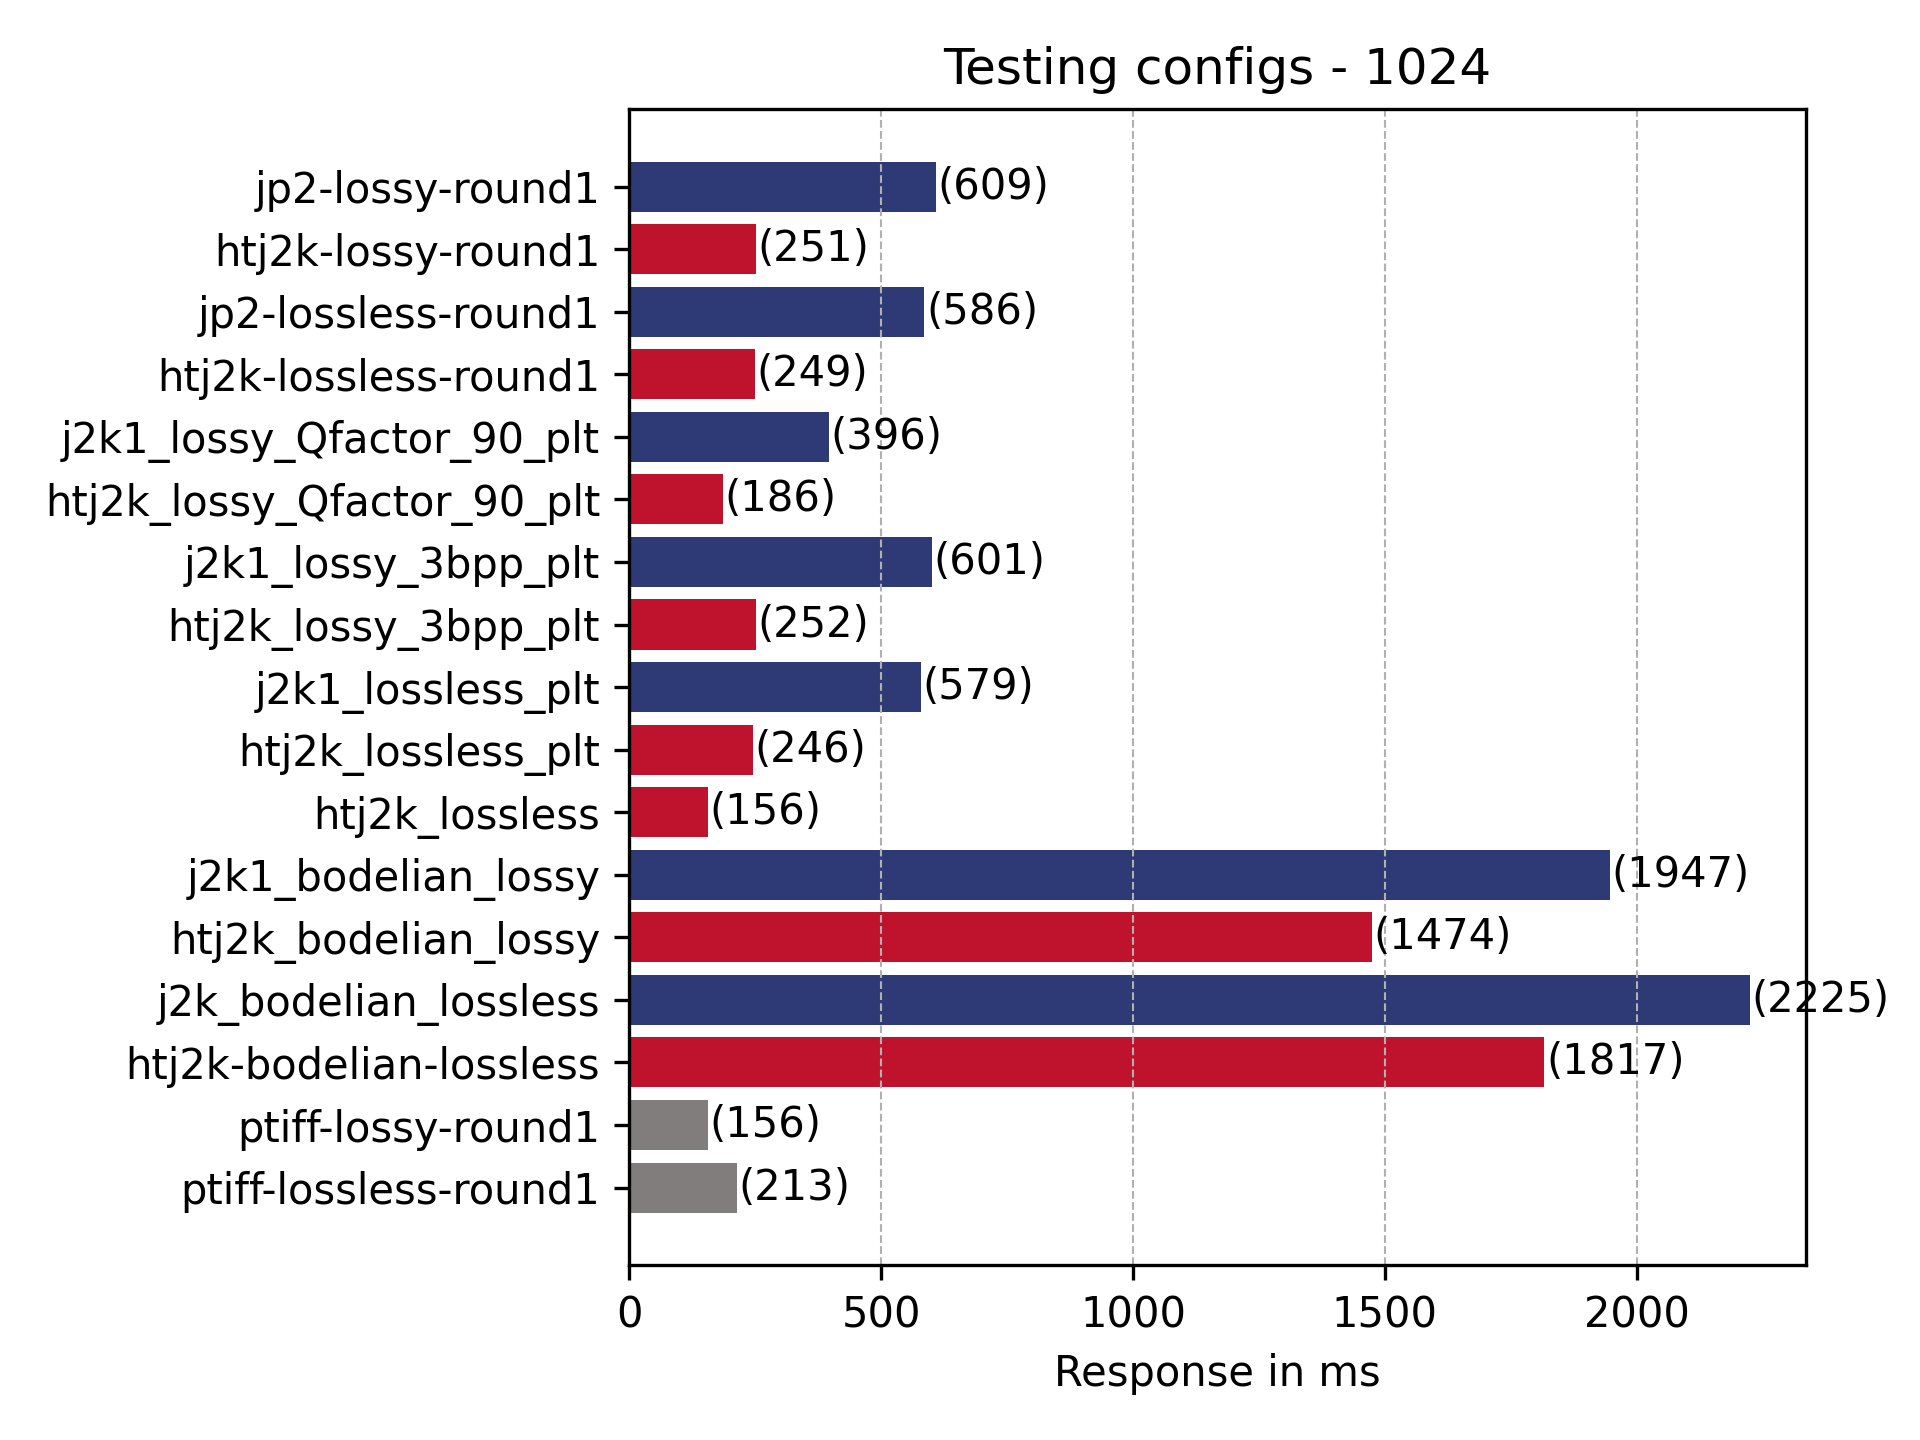 Testing configs - 1024
jp2-lossy-round1 (609)
htj2k-lossy-round1 (251)
jp2-lossless-round1 (586)
htj2k-lossless-round1 (249)
j2k1_lossy_Qfactor_90_plt (396)
htj2k_lossy_Qfactor_90_plt (186)
j2k1_lossy_3bpp_plt (601)
htj2k_lossy_3bpp_plt (252)
j2k1_lossless_plt (579)
htj2k_lossless_plt (246)
htj2k_lossless (156)
j2k1_bodelian_lossy (1947)
htj2k_bodelian_lossy (1474)
j2k_bodelian_lossless (2225)
htj2k-bodelian-lossless (1817)
ptiff-lossy-round1 (156)
ptiff-lossless-round1 (213)
0 500 1000 1500 2000
Response in ms